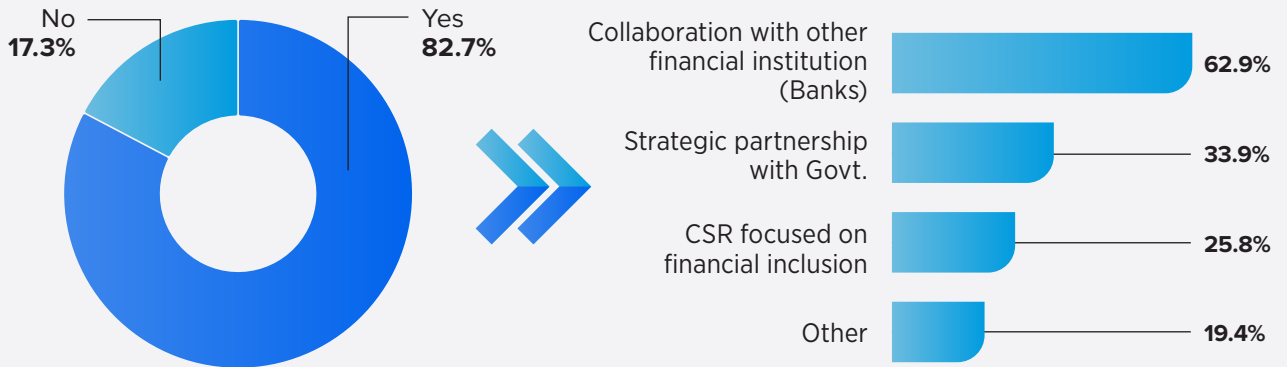 No
17.3%
Yes
82.7%
Collaboration with other
financial institution
(Banks)
62.9%
Strategic partnership
with Govt.
33.9%
CSR focused on
financial inclusion
25.8%
Other
19.4%